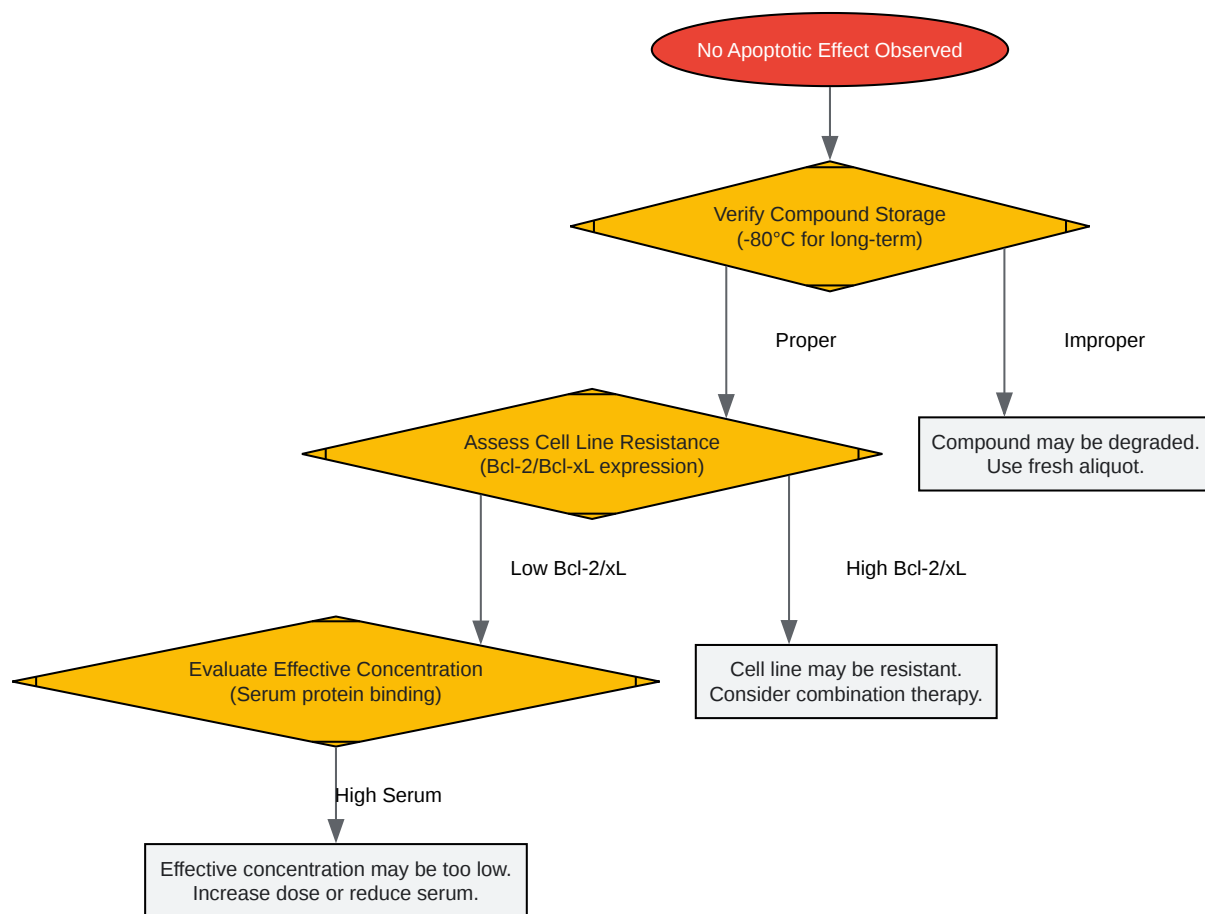 No Apoptotic Effect Observed
Verify Compound Storage
(-80°C for long-term)
Proper
Improper
Assess Cell Line Resistance
(Bcl-2/Bcl-xL expression)
Compound may be degraded.
Use fresh aliquot.
Low Bcl-2/xL
High Bcl-2/xL
Evaluate Effective Concentration
(Serum protein binding)
Cell line may be resistant.
Consider combination therapy.
High Serum
Effective concentration may be too low.
Increase dose or reduce serum.